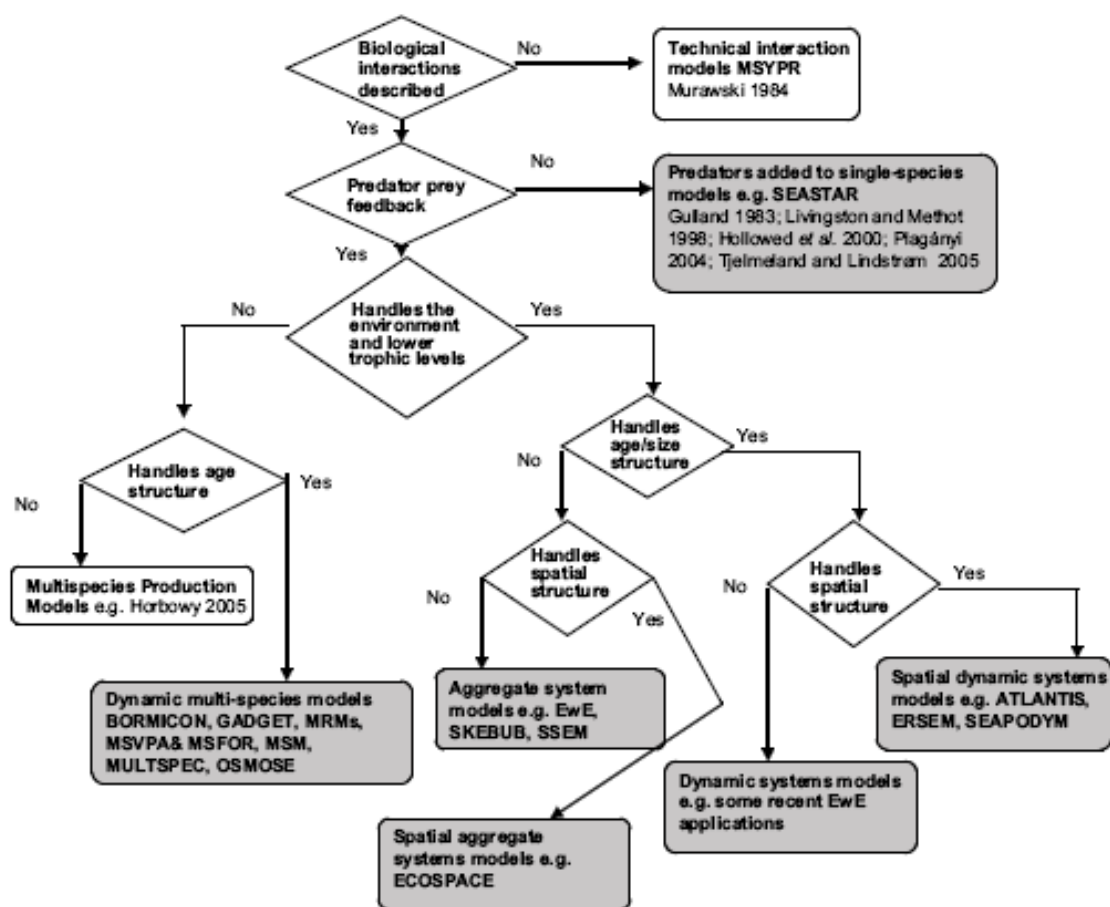 Biological
interactions
described
No
Technical interaction
models MSYPR
Murawski 1984
Yes
Predator prey
feedback
No
Predators added to single-species
models e.g. SEASTAR
Gulland 1983; Livingston and Methot
1998; Hollowed et al. 2000; Plagányi
2004; Tjelmeland and Lindstrøm 2005
Yes
No
Handles the
environment
and lower
trophic levels
Yes
Handles age
structure
No
Yes
Handles
age/size
structure
No
Yes
Multispecies Production
Models e.g. Horbowy 2005
Handles
spatial
structure
No
Yes
Handles
spatial
structure
No
Yes
Dynamic multi-species models
BORMICON, GADGET, MRMs,
MSVPA& MSFOR, MSM,
MULTSPEC, OSMOSE
Aggregate system
models e.g. EwE,
SKEBUB, SSEM
Spatial dynamic systems
models e.g. ATLANTIS,
ERSEM, SEAPODYM
Dynamic systems models
e.g. some recent EwE
applications
Spatial aggregate
systems models e.g.
ECOSPACE